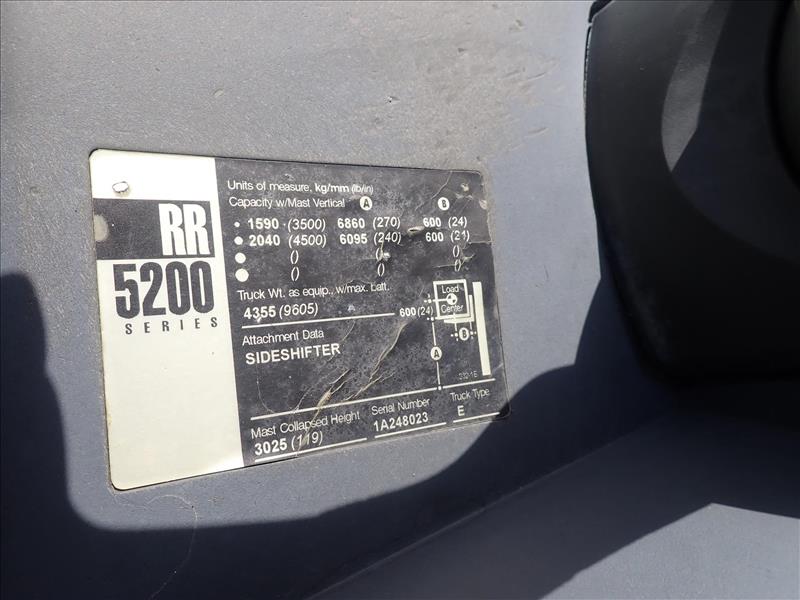 RR
5200
SERIES
Units of measure, kg/mm (lb/in)
Capacity w/Mast Vertical A B
1590 (3500) 6860 (270) 600 (24)
2040 (4500) 6095 (240) 600 (24)
() () ()
() () ()
Truck Wt. as equip., w/max. batt.
4355 (9605)
600 (24)
Load
Center
B
A
Attachment Data
SIDESHIFTER
Mast Collapsed Height
3025 (119)
Serial Number
1A248023
Truck Type
E